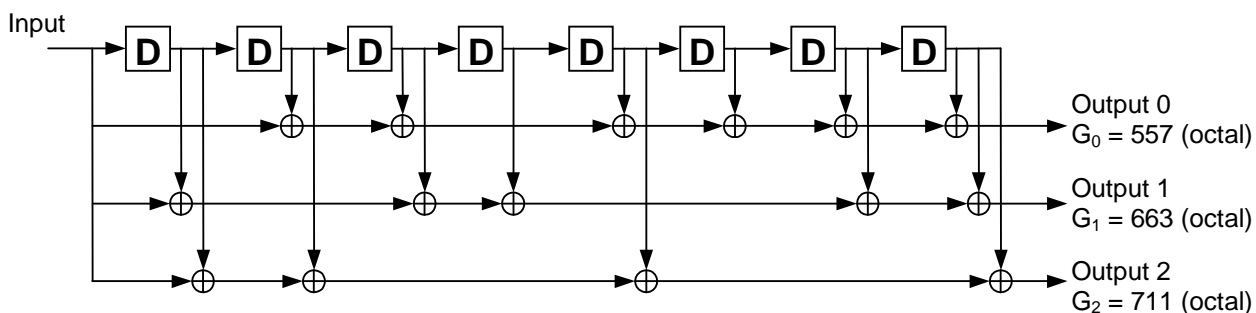 Input
D D D D D D D D
Output 0
G₀ = 557 (octal)
Output 1
G₁ = 663 (octal)
Output 2
G₂ = 711 (octal)